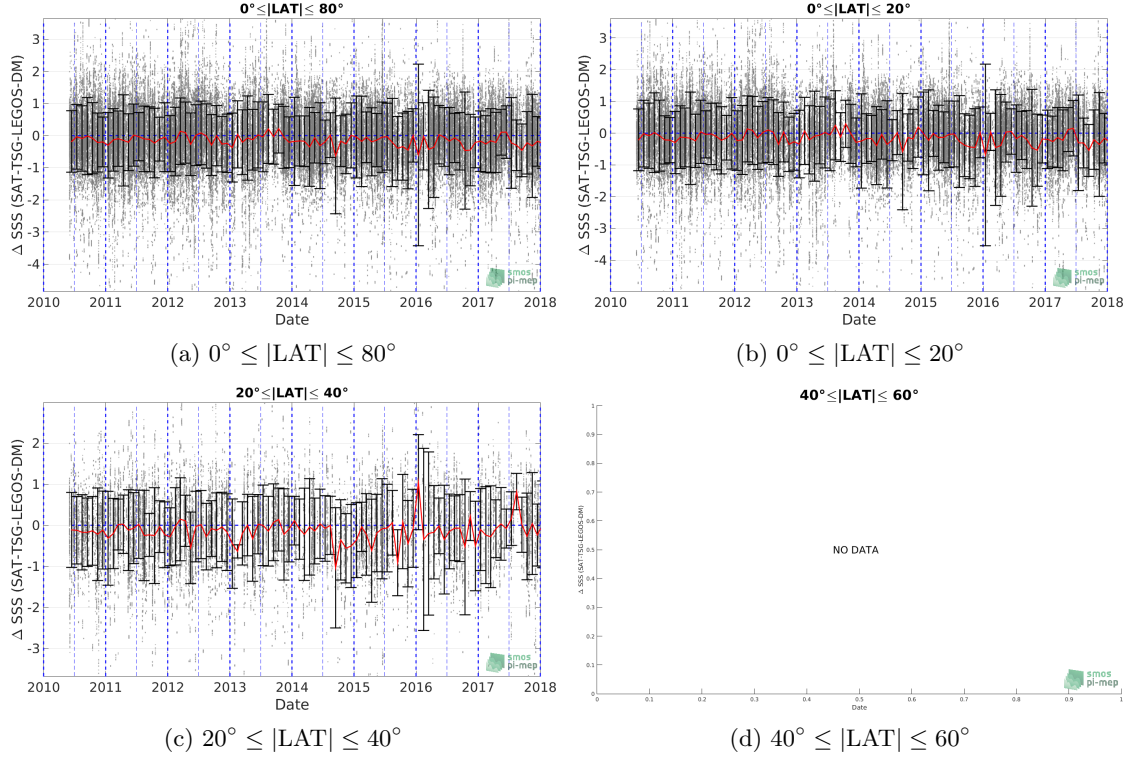 0°≤|LAT|≤ 80°
Δ SSS (SAT-TSG-LEGOS-DM)
3
2
1
0
-1
-2
-3
-4
2010 2011 2012 2013 2014 2015 2016 2017 2018
Date
smos
pi-mep
(a) 0° ≤ |LAT| ≤ 80°
0°≤|LAT|≤ 20°
Δ SSS (SAT-TSG-LEGOS-DM)
3
2
1
0
-1
-2
-3
-4
2010 2011 2012 2013 2014 2015 2016 2017 2018
Date
smos
pi-mep
(b) 0° ≤ |LAT| ≤ 20°
20°≤|LAT|≤ 40°
Δ SSS (SAT-TSG-LEGOS-DM)
2
1
0
-1
-2
-3
2010 2011 2012 2013 2014 2015 2016 2017 2018
Date
smos
pi-mep
(c) 20° ≤ |LAT| ≤ 40°
40°≤|LAT|≤ 60°
Δ SSS (SAT-TSG-LEGOS-DM)
1
0.9
0.8
0.7
0.6
0.5
0.4
0.3
0.2
0.1
0
NO DATA
0 0.1 0.2 0.3 0.4 0.5 0.6 0.7 0.8 0.9 1
Date
smos
pi-mep
(d) 40° ≤ |LAT| ≤ 60°